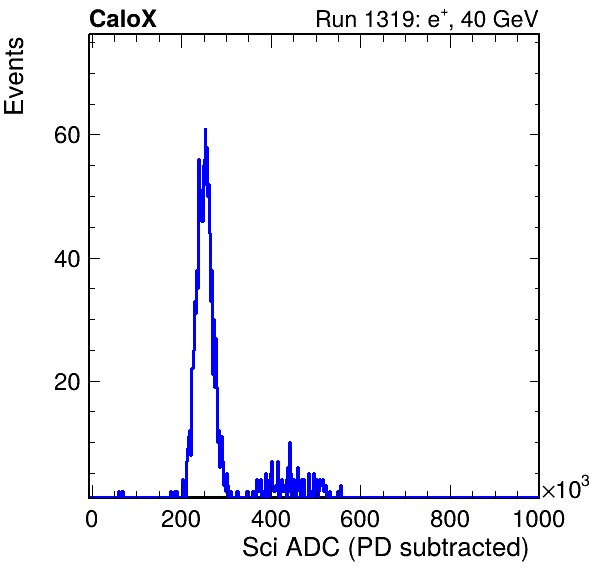 CaloX Run 1319: e⁺, 40 GeV
Events
60
40
20
0 200 400 600 800 1000 ×10³
Sci ADC (PD subtracted)